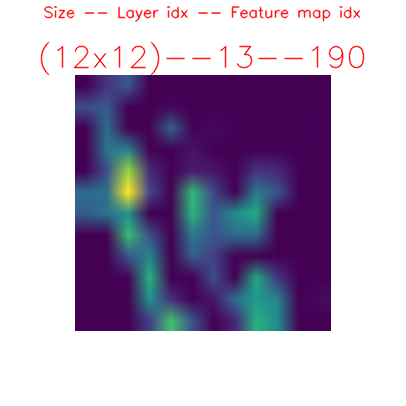 Size -- Layer idx -- Feature map idx
(12x12)--13--190